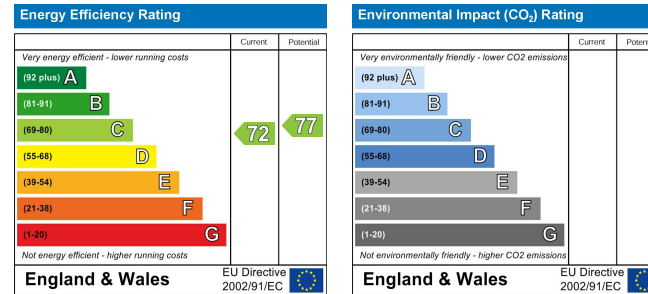 Energy Efficiency Rating
Current Potential
Very energy efficient - lower running costs
(92 plus) A
(81-91) B
(69-80) C
72 77
(55-68) D
(39-54) E
(21-38) F
(1-20) G
Not energy efficient - higher running costs
England & Wales
EU Directive
2002/91/EC
Environmental Impact (CO₂) Rating
Current Potent
Very environmentally friendly - lower CO2 emissions
(92 plus) A
(81-91) B
(69-80) C
(55-68) D
(39-54) E
(21-38) F
(1-20) G
Not environmentally friendly - higher CO2 emissions
England & Wales
EU Directive
2002/91/EC